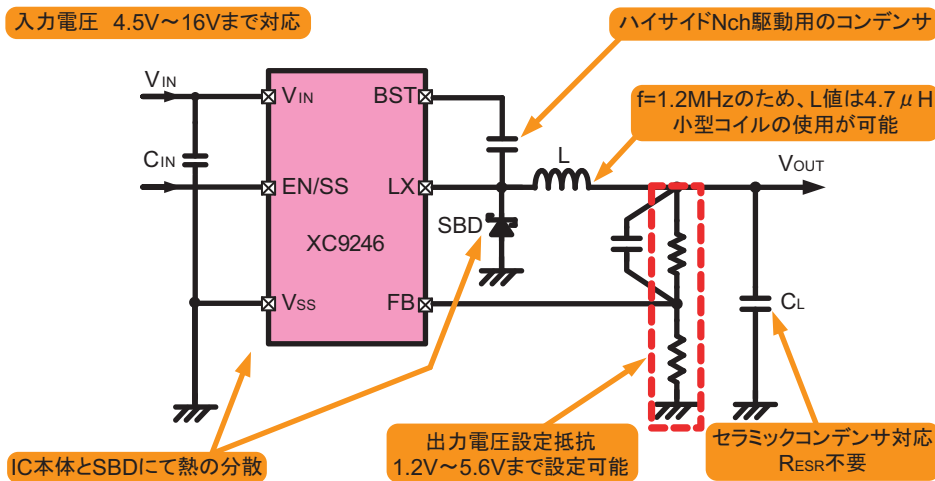 入力電圧 4.5V～16Vまで対応
ハイサイドNch駆動用のコンデンサ
VIN
VIN
BST
f=1.2MHzのため、L値は4.7μH
小型コイルの使用が可能
CIN
L
VOUT
EN/SS
LX
SBD
XC9246
VSS
FB
CL
IC本体とSBDにて熱の分散
出力電圧設定抵抗
1.2V～5.6Vまで設定可能
セラミックコンデンサ対応
RESR不要